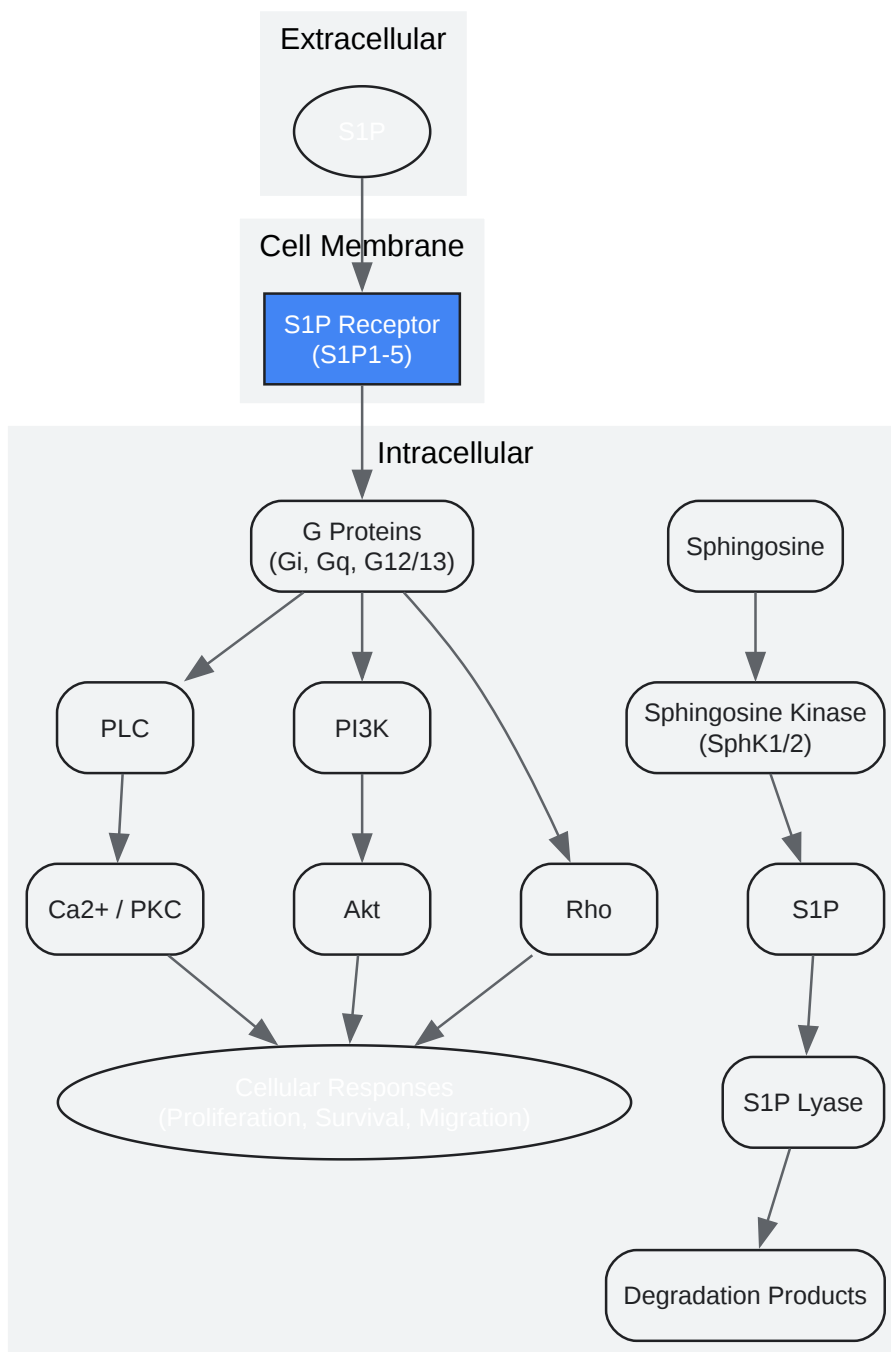 Extracellular
S1P
Cell Membrane
S1P Receptor
(S1P1-5)
Intracellular
G Proteins
(Gi, Gq, G12/13)
Sphingosine
PLC
PI3K
Sphingosine Kinase
(SphK1/2)
Ca2+ / PKC
Akt
Rho
S1P
Cellular Responses
(Proliferation, Survival, Migration)
S1P Lyase
Degradation Products